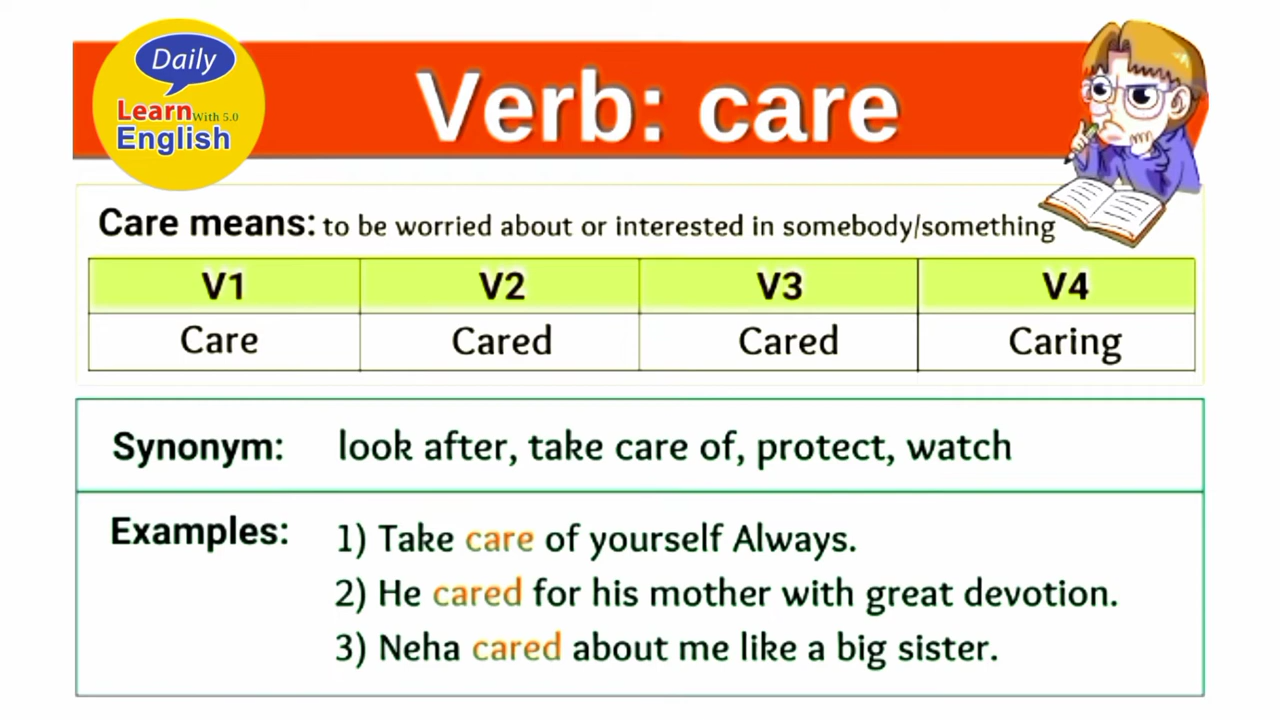 Daily
Learn With 5.0
English
Verb: care
Care means: to be worried about or interested in somebody/something
V1 V2 V3 V4
Care Cared Cared Caring
Synonym: look after, take care of, protect, watch
Examples: 1) Take care of yourself Always.
2) He cared for his mother with great devotion.
3) Neha cared about me like a big sister.